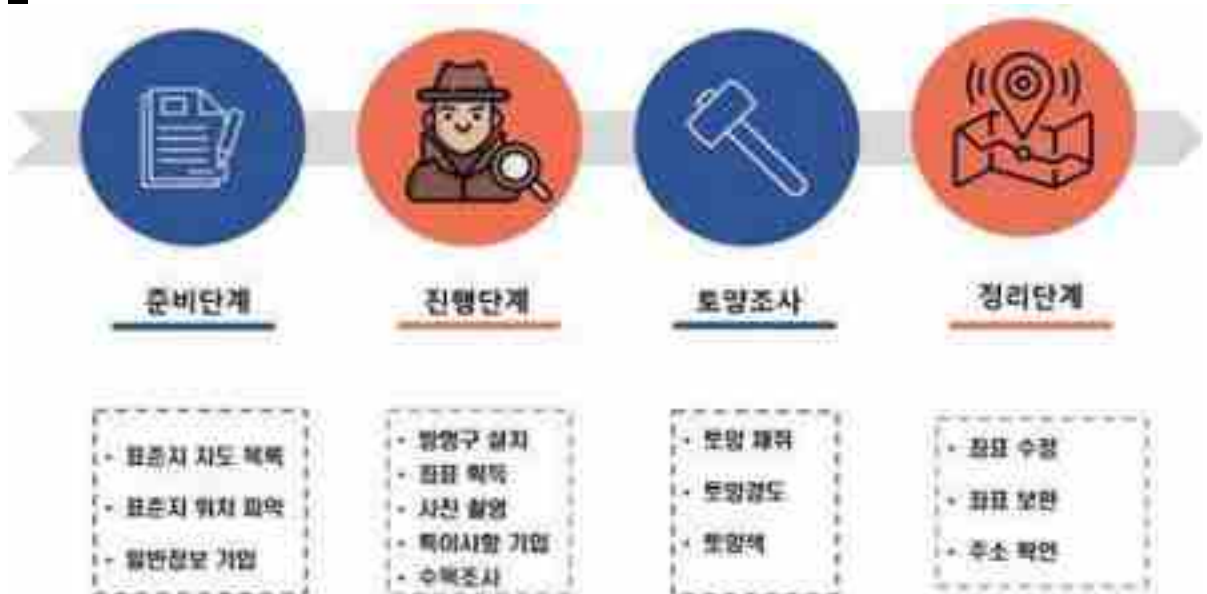 준비단계
진행단계
토양조사
정리단계
- 표준지 지도 목록
- 표준지 위치 파악
- 일반정보 기입
- 방형구 설치
- 좌표 획득
- 사진 촬영
- 특이사항 기입
- 수목조사
- 토양 채취
- 토양경도
- 토양색
- 좌표 수정
- 좌표 보완
- 주소 확인